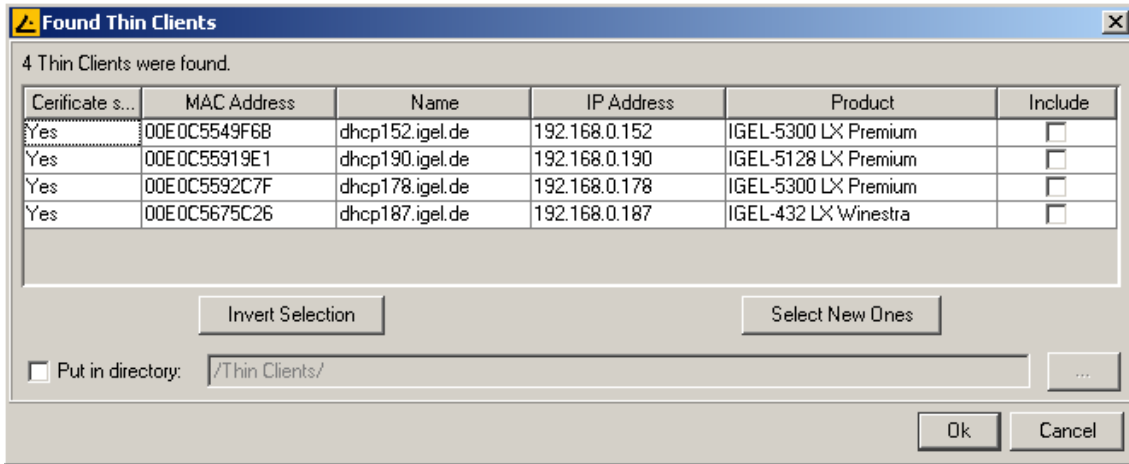 Found Thin Clients
4 Thin Clients were found.
Cerificate s... MAC Address Name IP Address Product Include
Yes 00E0C5549F6B dhcp152.igel.de 192.168.0.152 IGEL-5300 LX Premium
Yes 00E0C55919E1 dhcp190.igel.de 192.168.0.190 IGEL-5128 LX Premium
Yes 00E0C5592C7F dhcp178.igel.de 192.168.0.178 IGEL-5300 LX Premium
Yes 00E0C5675C26 dhcp187.igel.de 192.168.0.187 IGEL-432 LX Winestra
Invert Selection Select New Ones
Put in directory: /Thin Clients/ ...
Ok Cancel